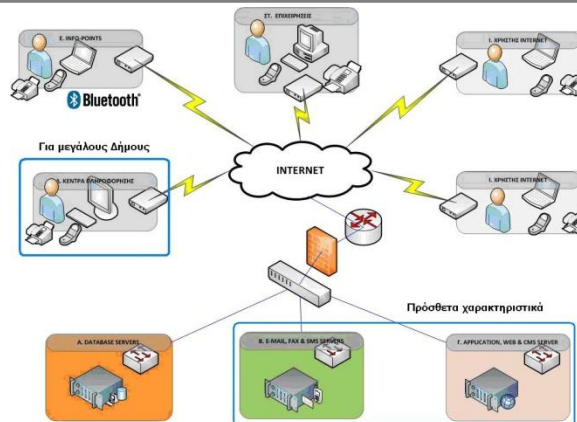 Ε. INFO-POINTS
ΣΤ. ΕΠΙΧΕΙΡΗΣΕΙΣ
Ι. ΧΡΗΣΤΗΣ INTERNET
Bluetooth
Για μεγάλους Δήμους
Δ. ΚΕΝΤΡΑ ΠΛΗΡΟΦΟΡΗΣΗΣ
INTERNET
Ι. ΧΡΗΣΤΗΣ INTERNET
Πρόσθετα χαρακτηριστικά
Α. DATABASE SERVERS
Β. E-MAIL, FAX & SMS SERVERS
Γ. APPLICATION, WEB & CMS SERVER